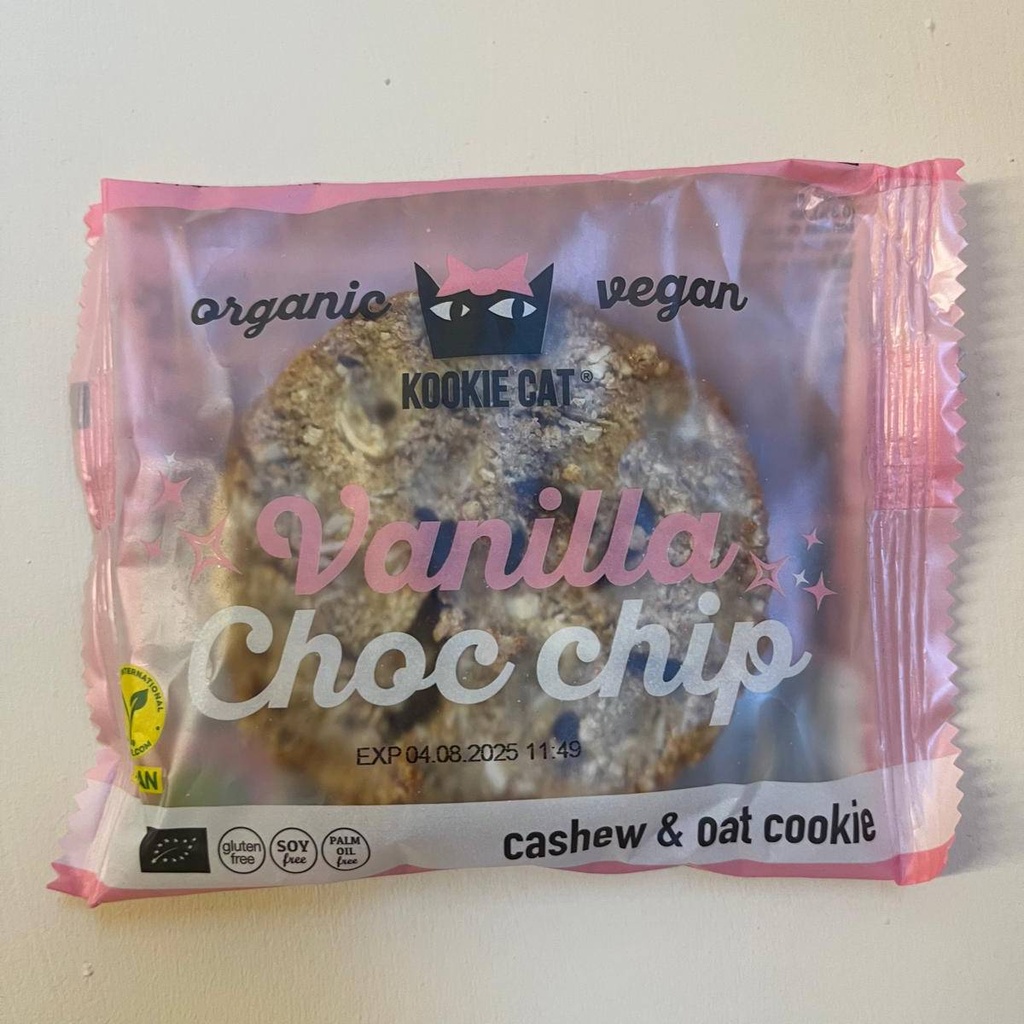 organic
vegan
KOOKIE CAT®
Vanilla
Choc chip
EXP 04.08.2025 11:49
gluten
free
SOY
free
PALM
OIL
free
cashew & oat cookie